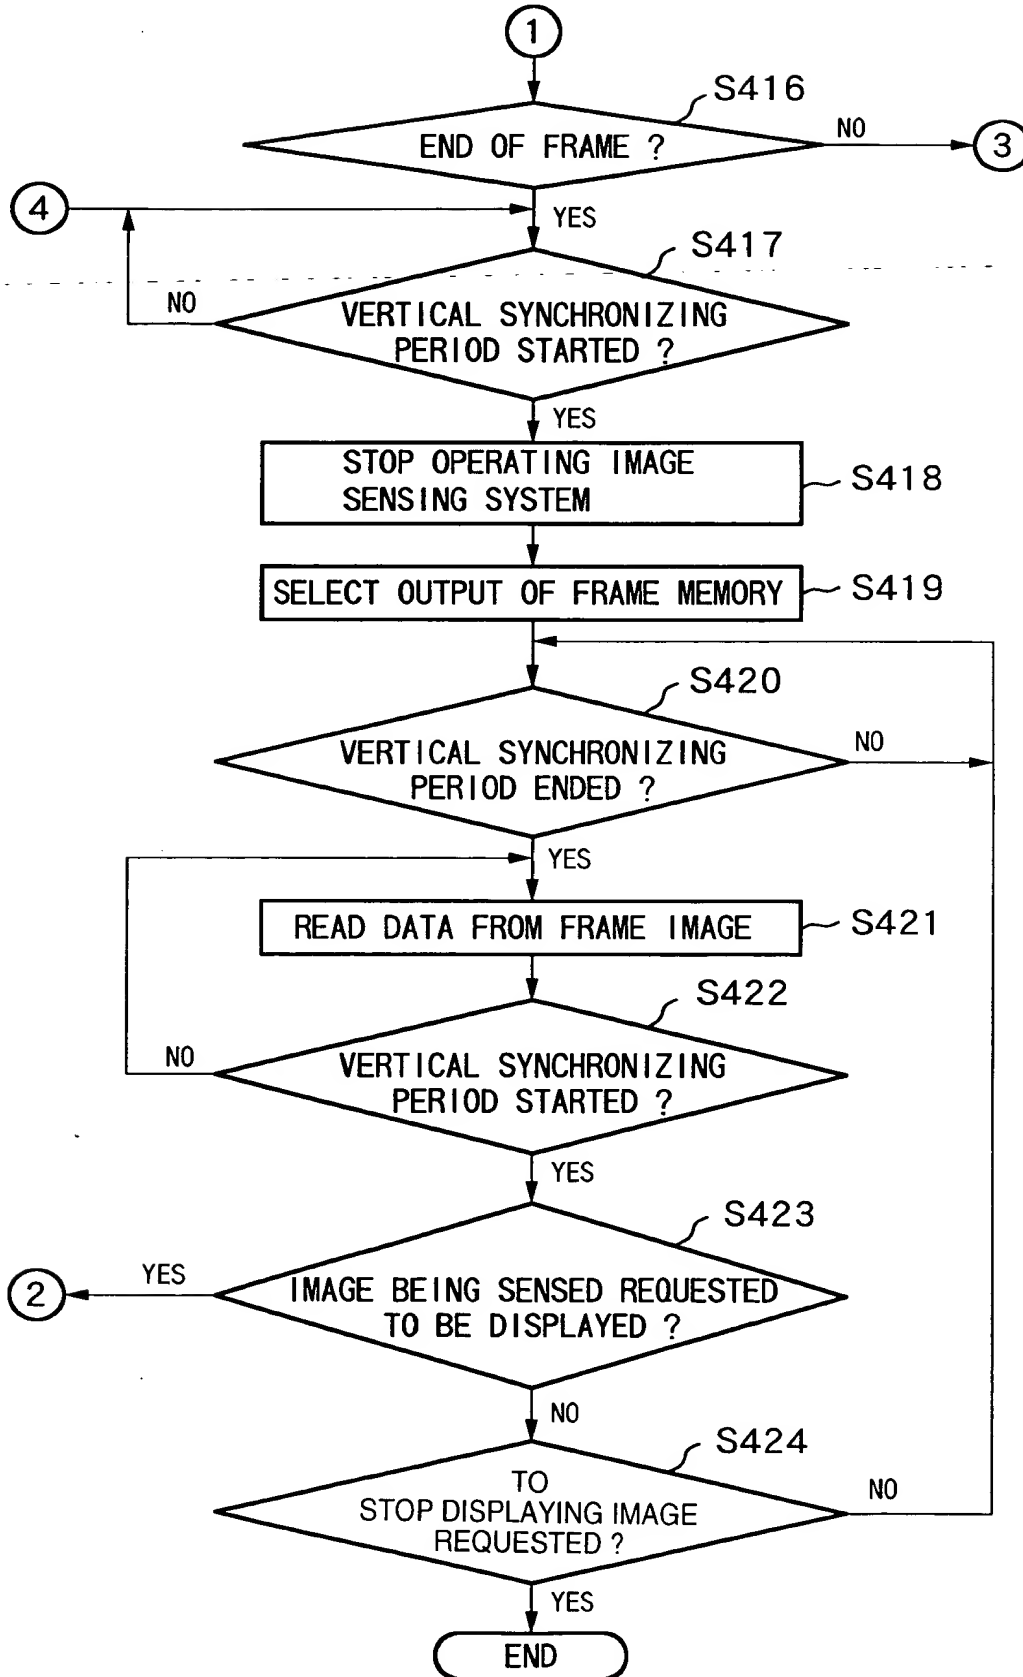 1
S416
END OF FRAME ?
NO
3
4
YES
S417
NO
VERTICAL SYNCHRONIZING
PERIOD STARTED ?
YES
STOP OPERATING IMAGE
SENSING SYSTEM
S418
SELECT OUTPUT OF FRAME MEMORY
S419
S420
VERTICAL SYNCHRONIZING
PERIOD ENDED ?
NO
YES
READ DATA FROM FRAME IMAGE
S421
S422
NO
VERTICAL SYNCHRONIZING
PERIOD STARTED ?
YES
S423
2
YES
IMAGE BEING SENSED REQUESTED
TO BE DISPLAYED ?
NO
S424
TO
STOP DISPLAYING IMAGE
REQUESTED ?
NO
YES
END